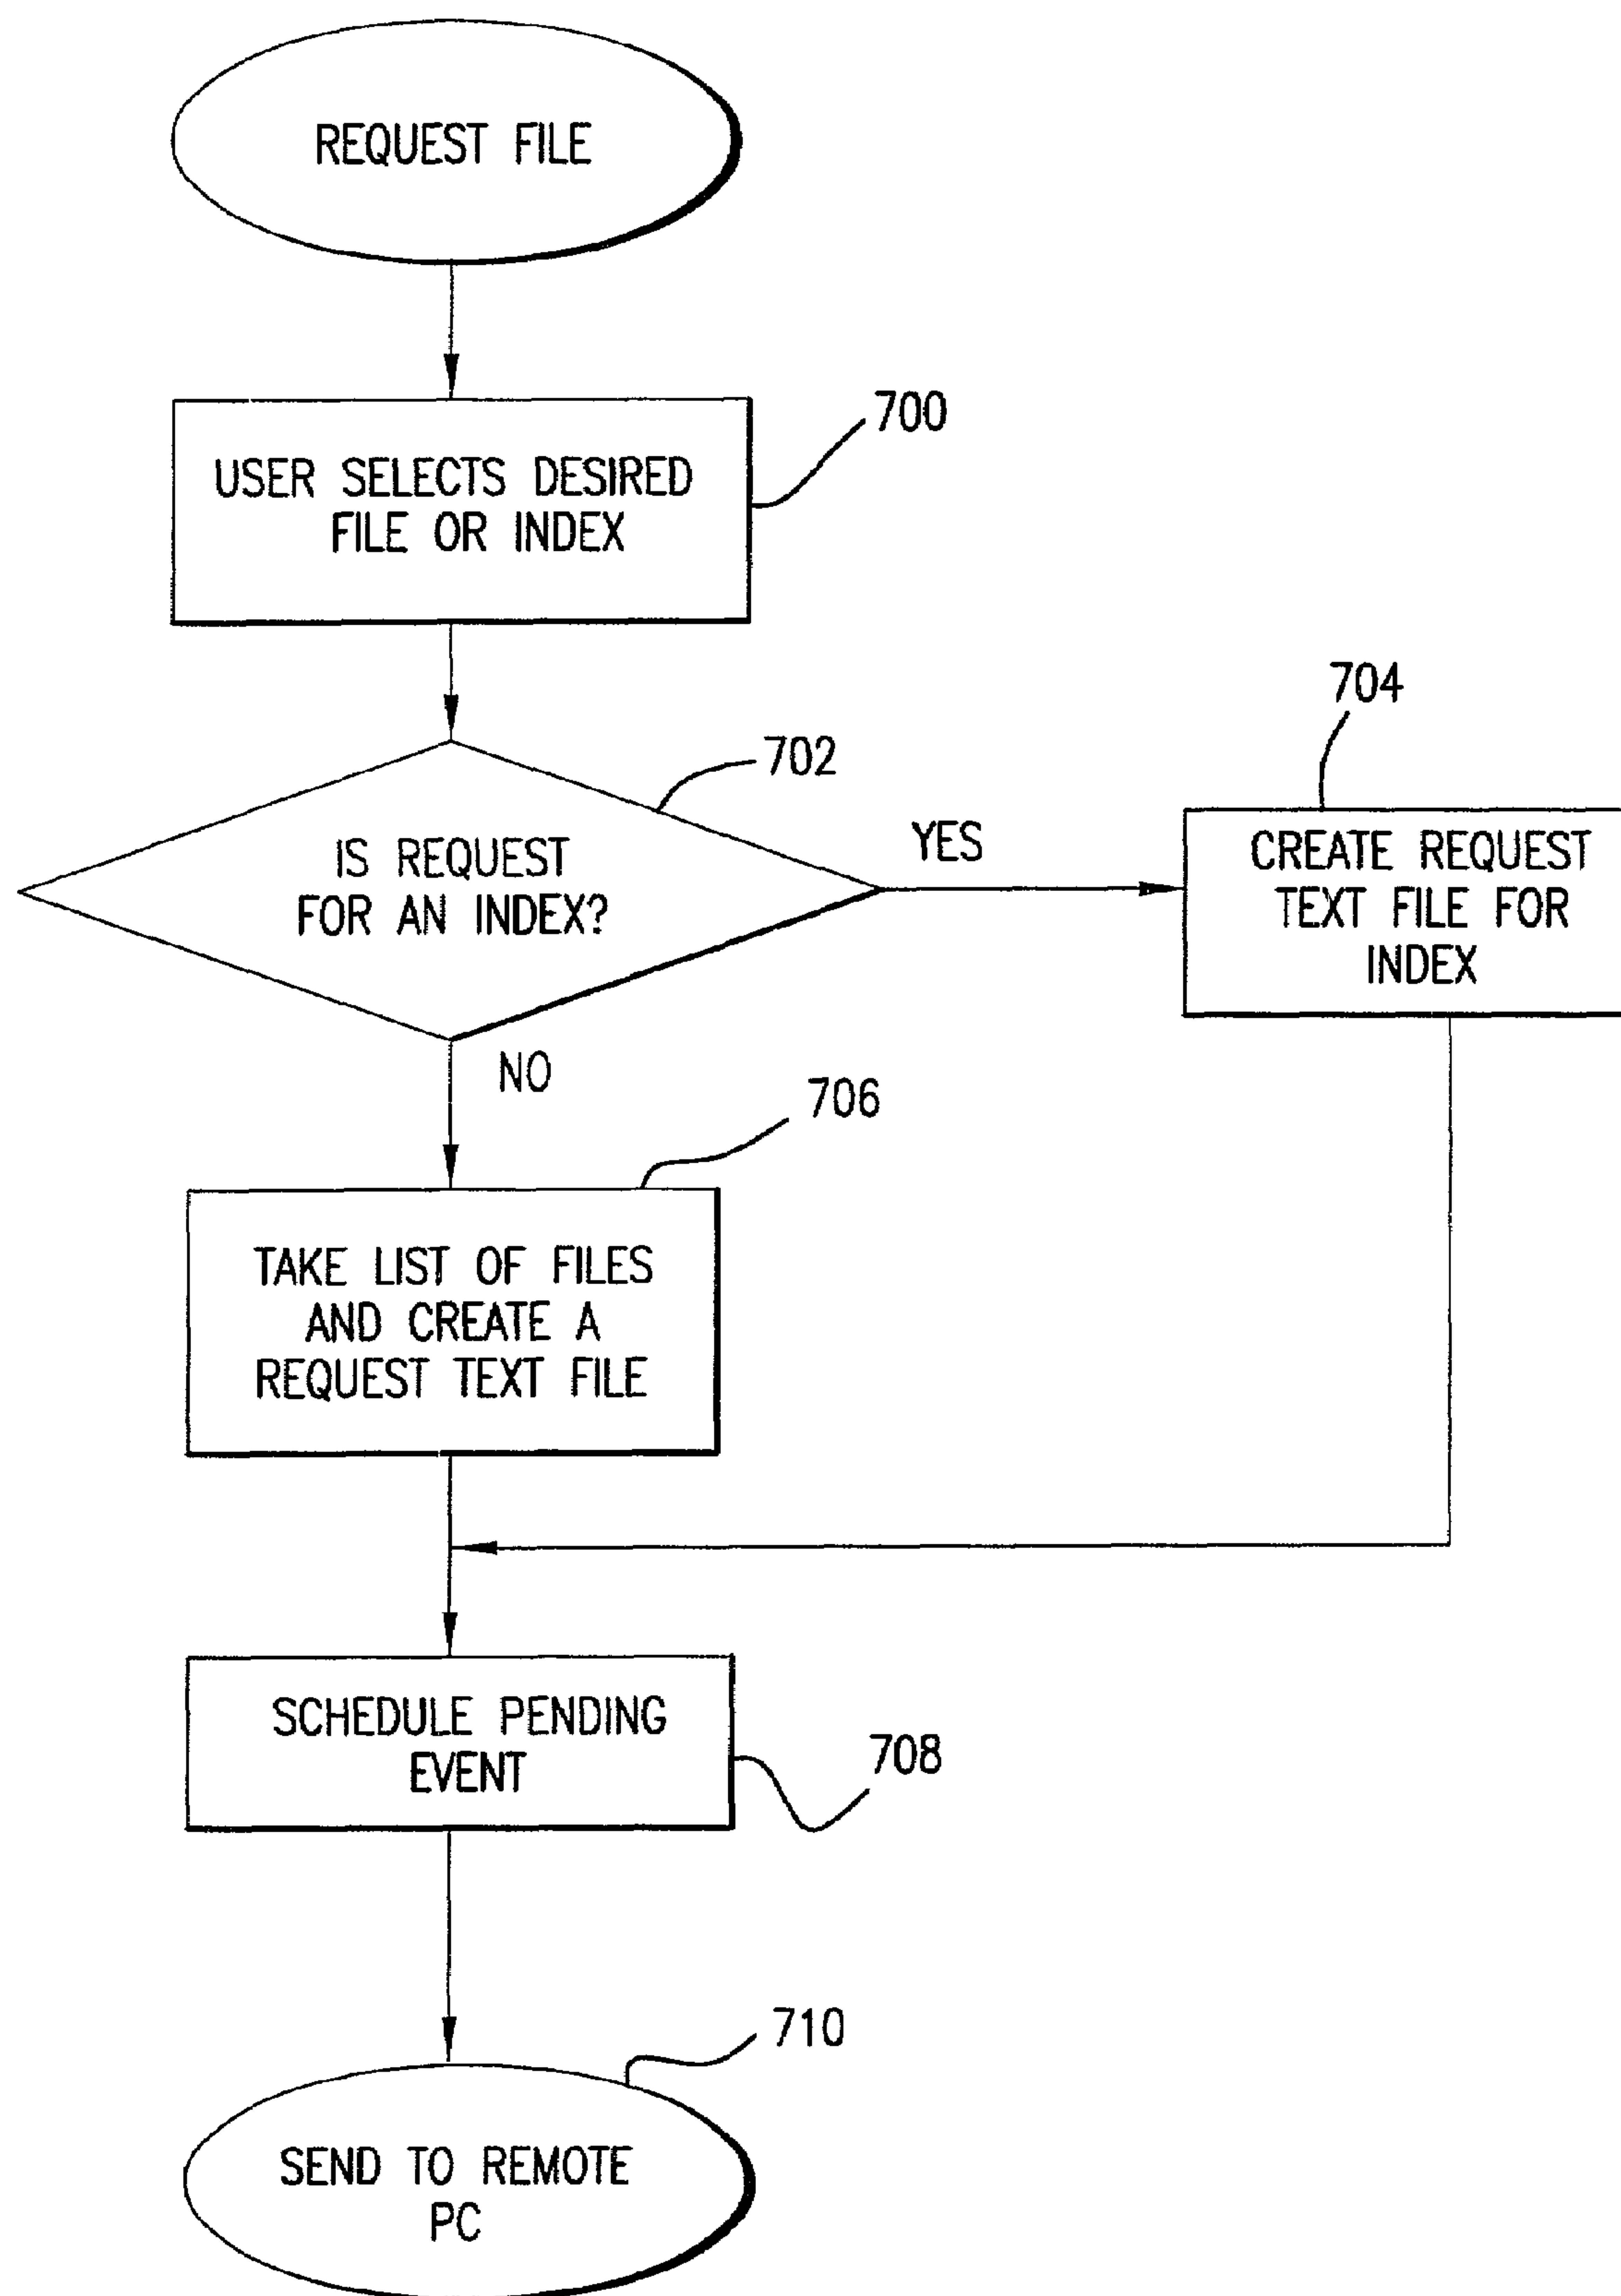 REQUEST FILE
700
USER SELECTS DESIRED
FILE OR INDEX
702
IS REQUEST
FOR AN INDEX?
YES
704
CREATE REQUEST
TEXT FILE FOR
INDEX
NO
706
TAKE LIST OF FILES
AND CREATE A
REQUEST TEXT FILE
SCHEDULE PENDING
EVENT
708
710
SEND TO REMOTE
PC